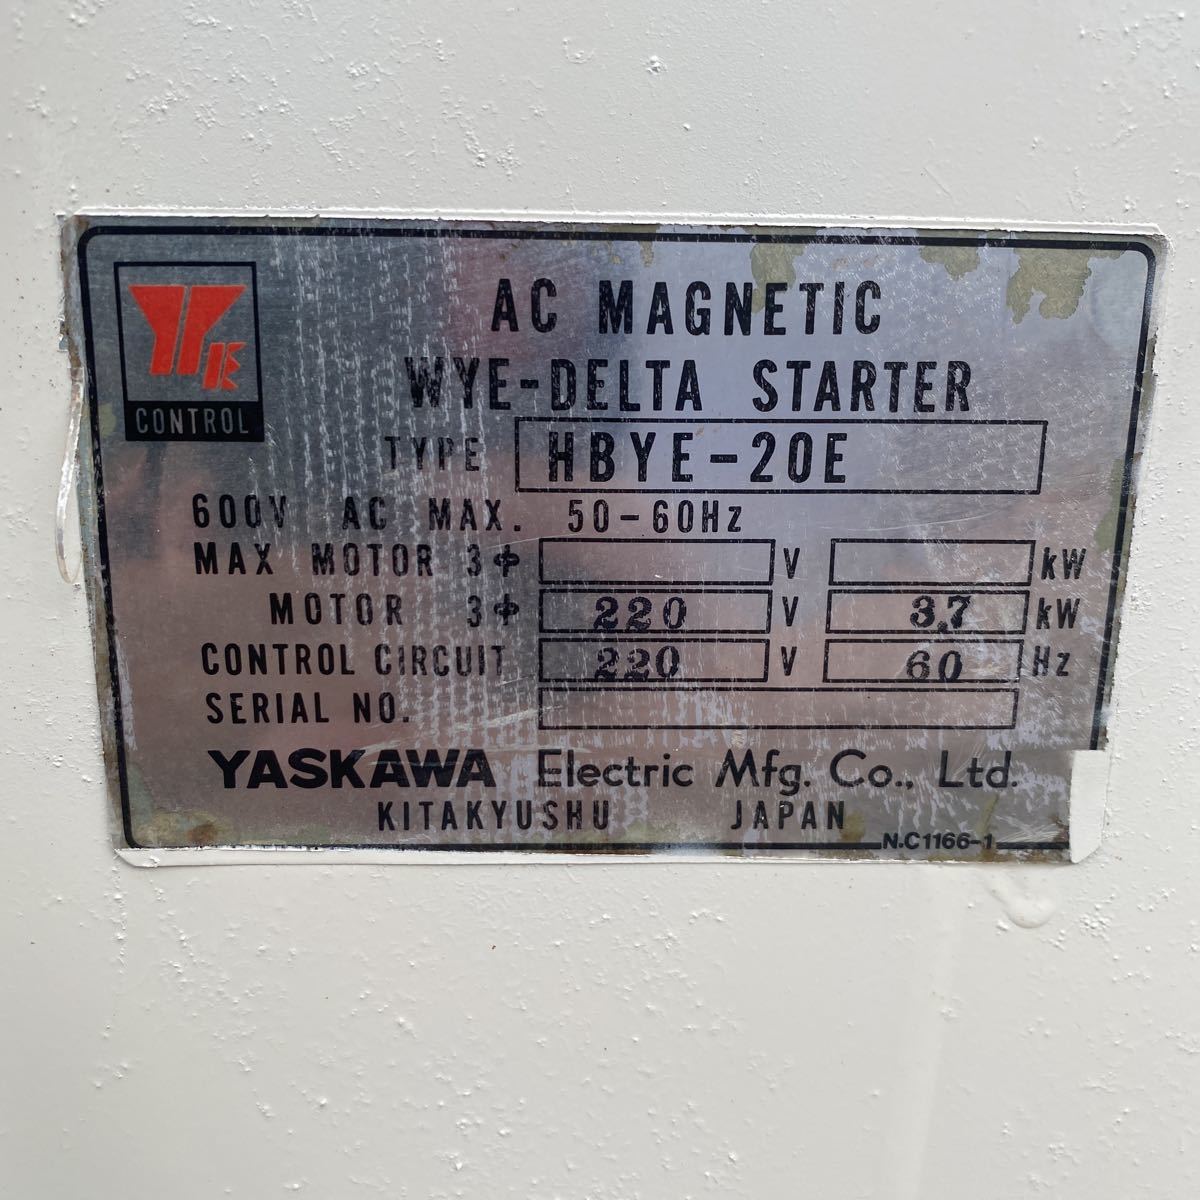 YE
CONTROL
AC MAGNETIC
WYE-DELTA STARTER
TYPE HBYE-20E
600V AC MAX. 50-60Hz
MAX MOTOR 3ϕ V kW
MOTOR 3ϕ 220 V 3.7 kW
CONTROL CIRCUIT 220 V 60 Hz
SERIAL NO.
YASKAWA Electric Mfg. Co., Ltd.
KITAKYUSHU JAPAN
N.C1166-1